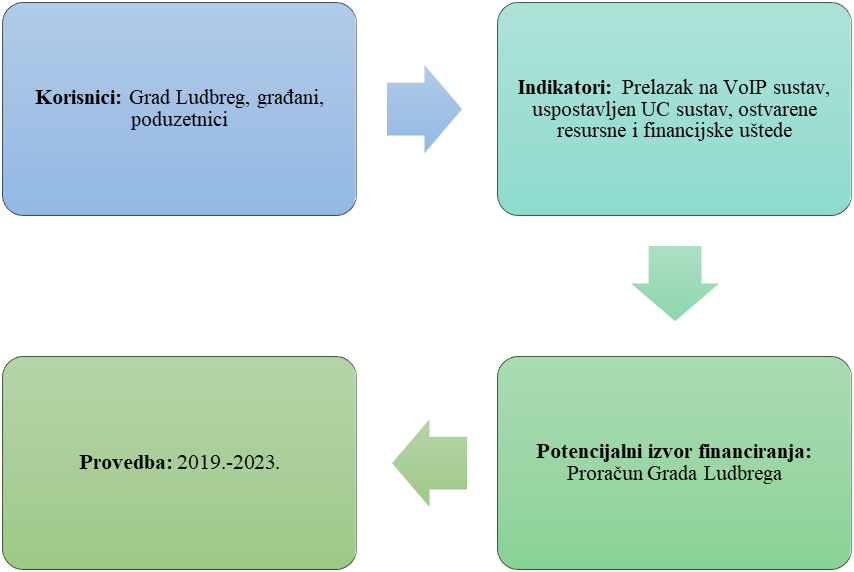 Korisnici: Grad Ludbreg, građani,
poduzetnici
Indikatori: Prelazak na VoIP sustav,
uspostavljen UC sustav, ostvarene
resursne i financijske uštede
Potencijalni izvor financiranja:
Proračun Grada Ludbrega
Provedba: 2019.-2023.